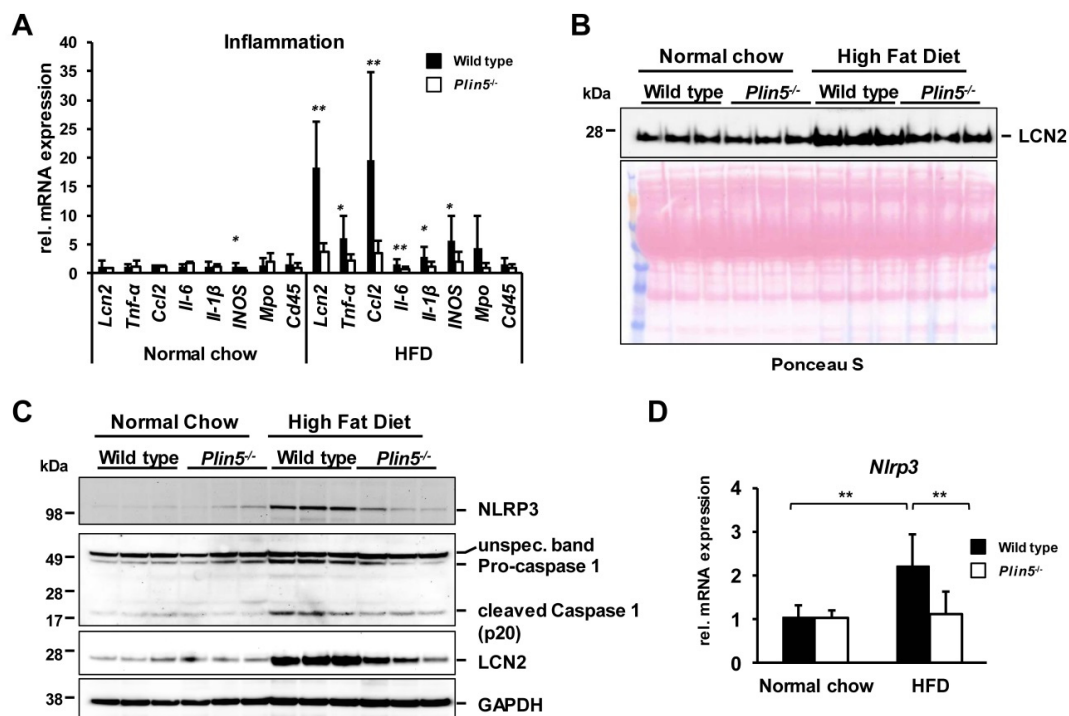 A
Inflammation
rel. mRNA expression
40
35
30
25
20
15
10
5
0
Wild type
Plin5-/-
** * ** ** * * *
*
Lcn2 Tnf-α Ccl2 Il-6 Il-1β iNOS Mpo Cd45 Lcn2 Tnf-α Ccl2 Il-6 Il-1β iNOS Mpo Cd45
Normal chow HFD
B
Normal chow High Fat Diet
kDa Wild type Plin5-/- Wild type Plin5-/-
28 LCN2
Ponceau S
C
Normal Chow High Fat Diet
kDa Wild type Plin5-/- Wild type Plin5-/-
98 NLRP3
49 unspec. band
Pro-caspase 1
28
17 cleaved Caspase 1
(p20)
28 LCN2
38 GAPDH
D
Nlrp3
rel. mRNA expression
4
3
2
1
0
** **
Wild type
Plin5-/-
Normal chow HFD